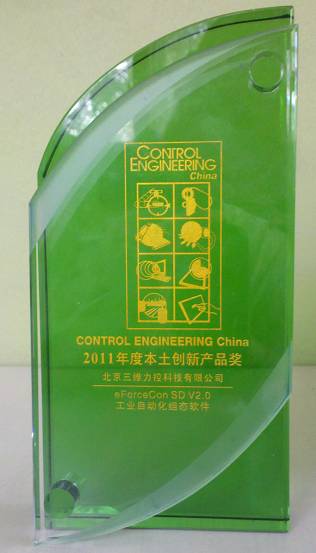 CONTROL
ENGINEERING
China
CONTROL ENGINEERING China
2011年度本土创新产品奖
北京三维力控科技有限公司
eForceCon SD V2.0
工业自动化组态软件